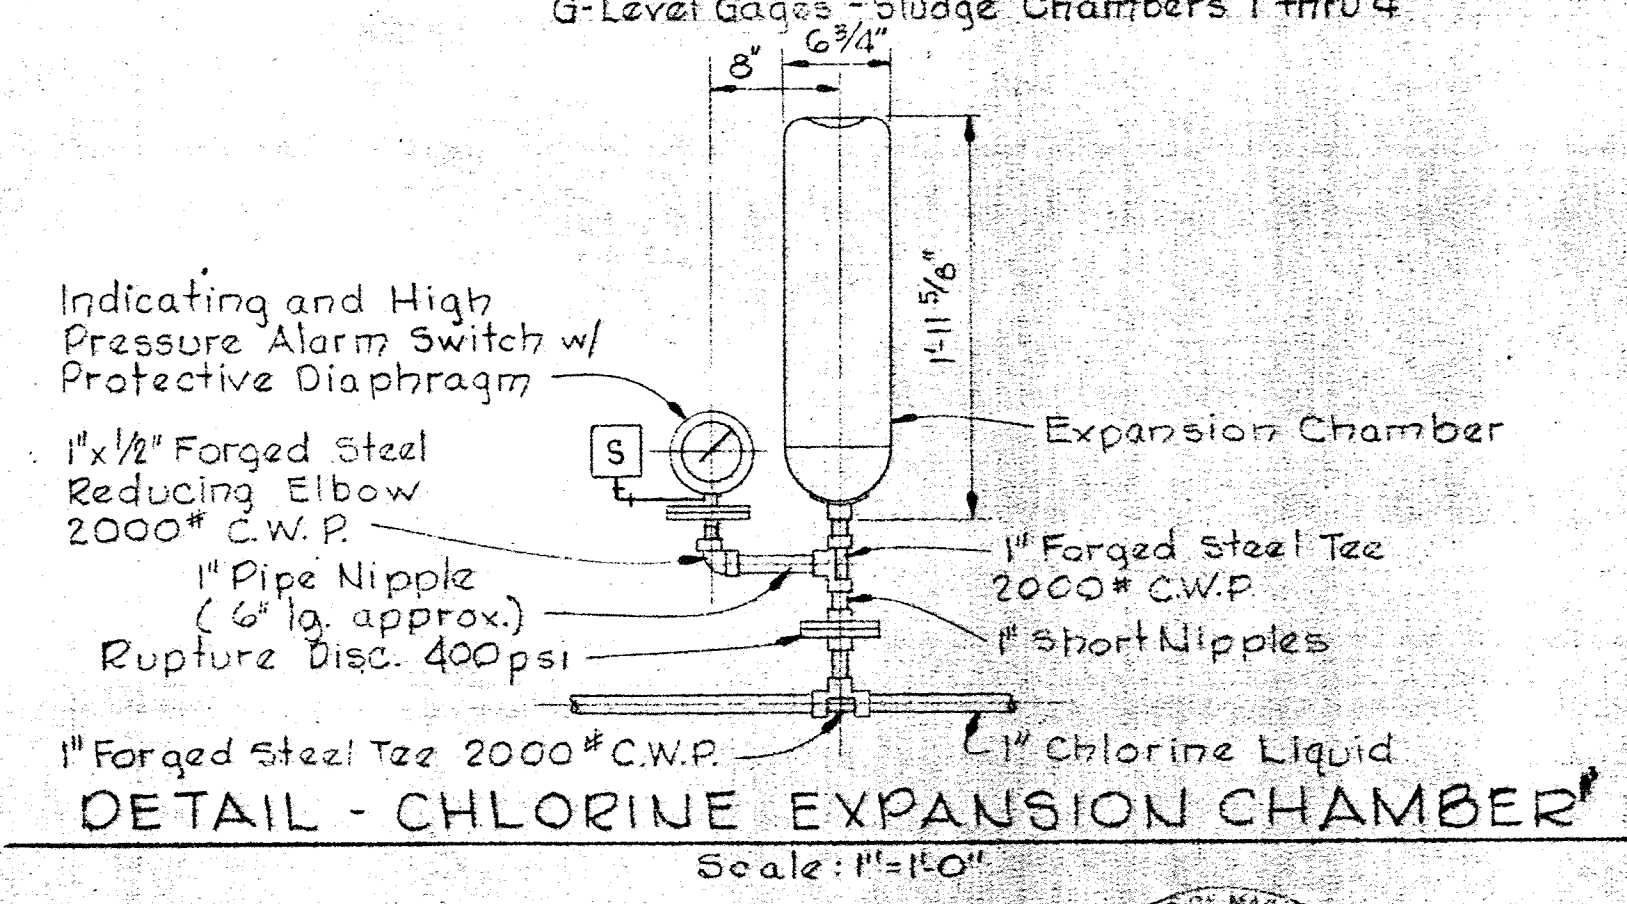 G-Level Gages - Sludge Chambers 1 thru 4
6 3/4"
8"
1'-11 5/8"
Indicating and High
Pressure Alarm Switch w/
Protective Diaphragm
S
Expansion Chamber
1"x1/2" Forged Steel
Reducing Elbow
2000# C.W.P.
1" Forged Steel Tee
2000# C.W.P.
1" Pipe Nipple
(6" lg. approx.)
1" Short Nipples
Rupture Disc. 400psi
1" Forged Steel Tee 2000# C.W.P.
1" Chlorine Liquid
DETAIL - CHLORINE EXPANSION CHAMBER
Scale: 1"=1'-0"